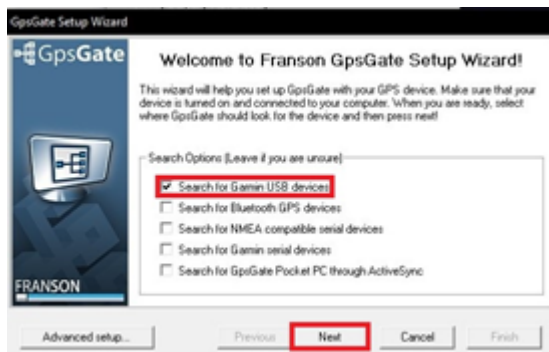 GpsGate Setup Wizard
GpsGate
Welcome to Franson GpsGate Setup Wizard!
This wizard will help you set up GpsGate with your GPS device. Make sure that your
device is turned on and connected to your computer. When you are ready, select
where GpsGate should look for the device and then press next!
Search Options (Leave if you are unsure)
Search for Garmin USB devices
Search for Bluetooth GPS devices
Search for NMEA compatible serial devices
Search for Garmin serial devices
Search for GpsGate Pocket PC through ActiveSync
FRANSON
Advanced setup...
Previous
Next
Cancel
Finish